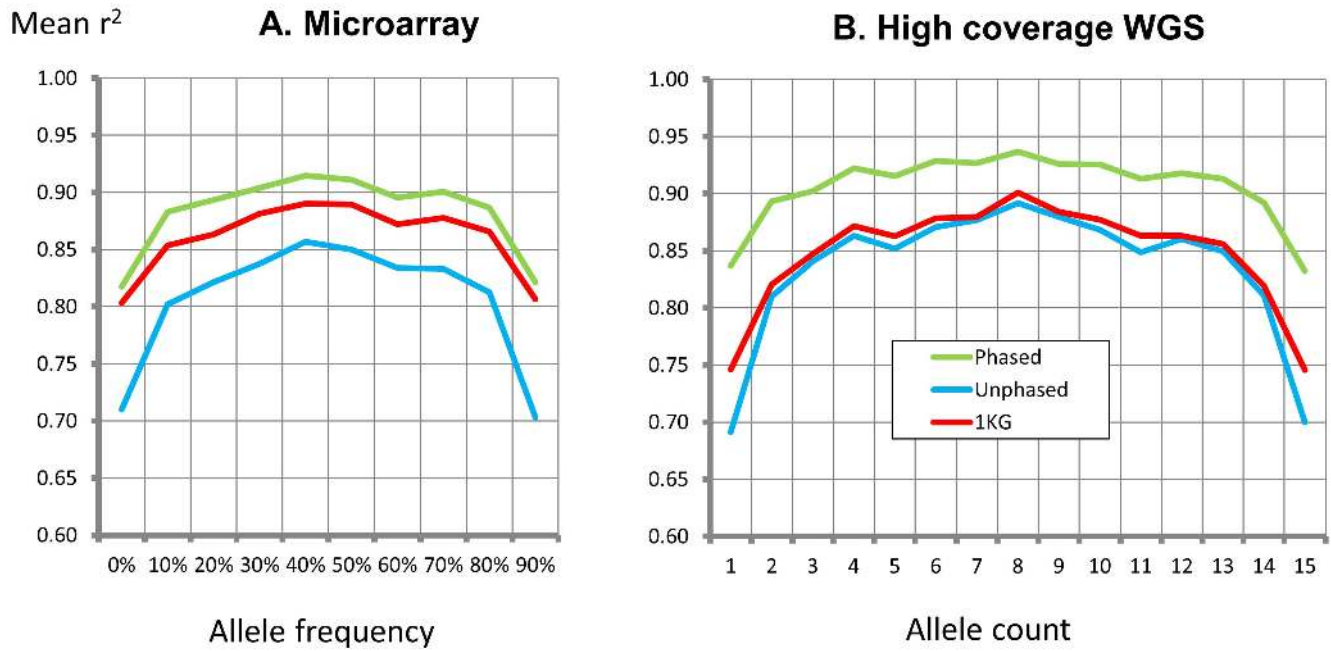 Mean r²
A. Microarray
B. High coverage WGS
1.00
0.95
0.90
0.85
0.80
0.75
0.70
0.65
0.60
0% 10% 20% 30% 40% 50% 60% 70% 80% 90%
Allele frequency
1.00
0.95
0.90
0.85
0.80
0.75
0.70
0.65
0.60
Phased
Unphased
1KG
1 2 3 4 5 6 7 8 9 10 11 12 13 14 15
Allele count